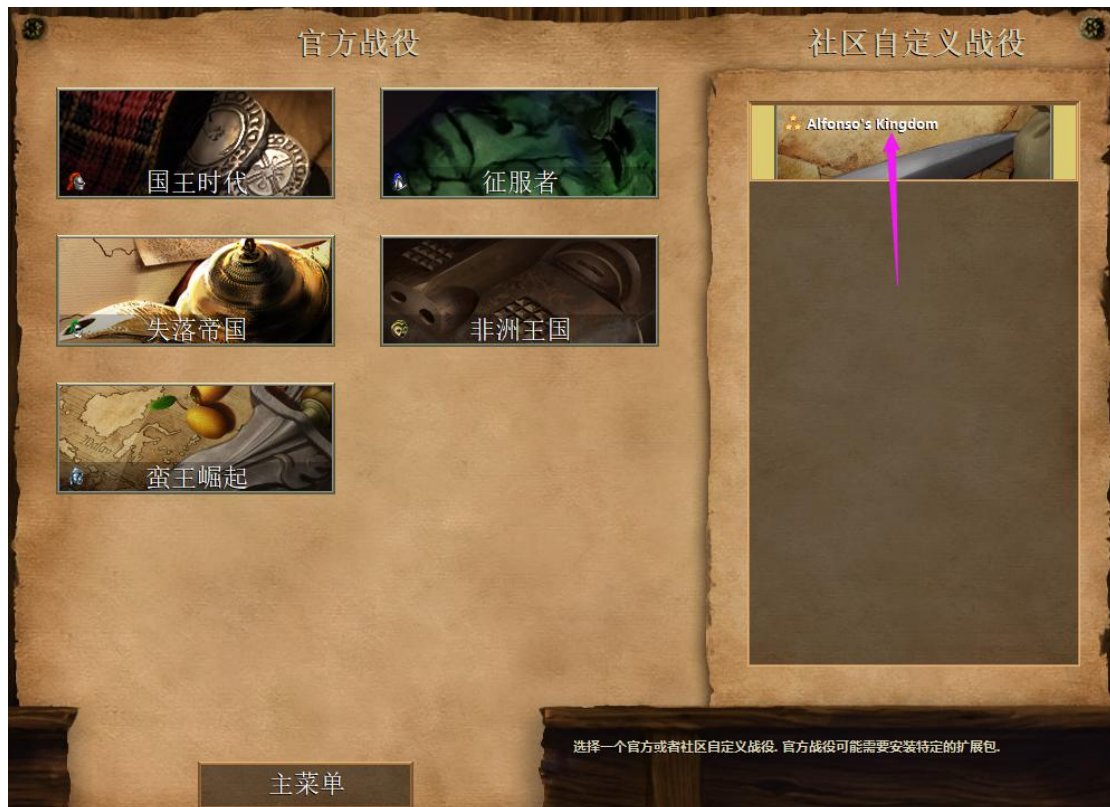 官方战役
社区自定义战役
国王时代
征服者
Alfonso's Kingdom
失落帝国
非洲王国
蛮王崛起
选择一个官方或者社区自定义战役. 官方战役可能需要安装特定的扩展包.
主菜单